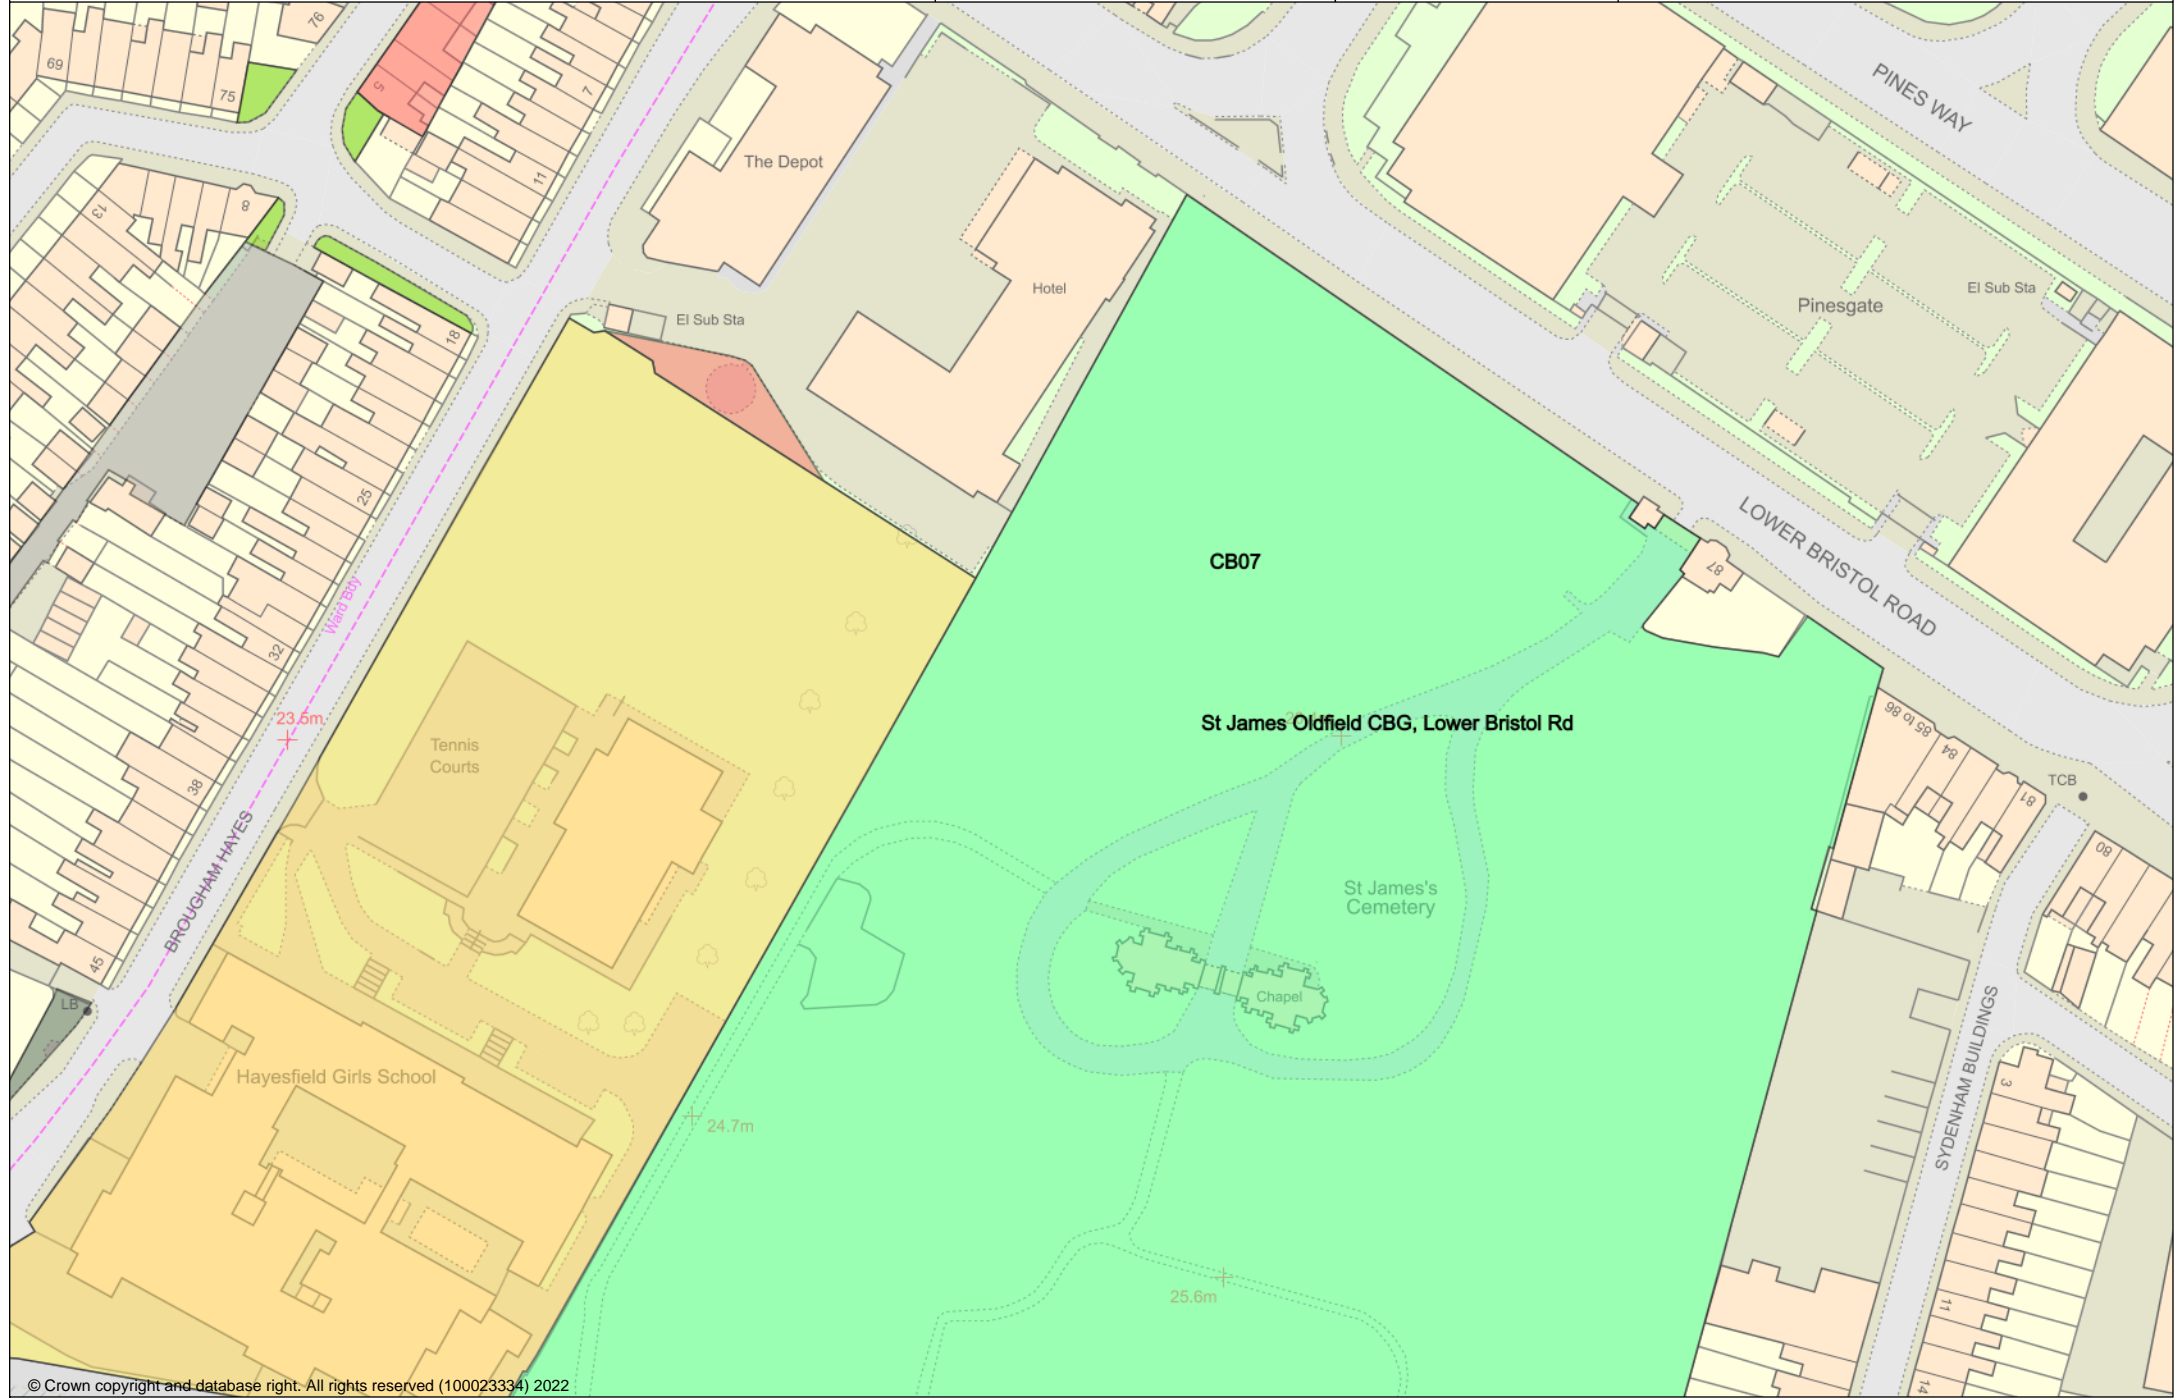 76
69
75
5
7
11
13
8
18
The Depot
Hotel
El Sub Sta
PINES WAY
Pinesgate
El Sub Sta
LOWER BRISTOL ROAD
87
CB07
St James Oldfield CBG, Lower Bristol Rd
25
Ward Bdy
32
23.5m
38
BROUGHAM HAYES
45
LB
Tennis
Courts
Hayesfield Girls School
24.7m
St James's
Cemetery
Chapel
25.6m
85 to 86
84
81
TCB
80
SYDENHAM BUILDINGS
3
11
14
© Crown copyright and database right. All rights reserved (100023334) 2022